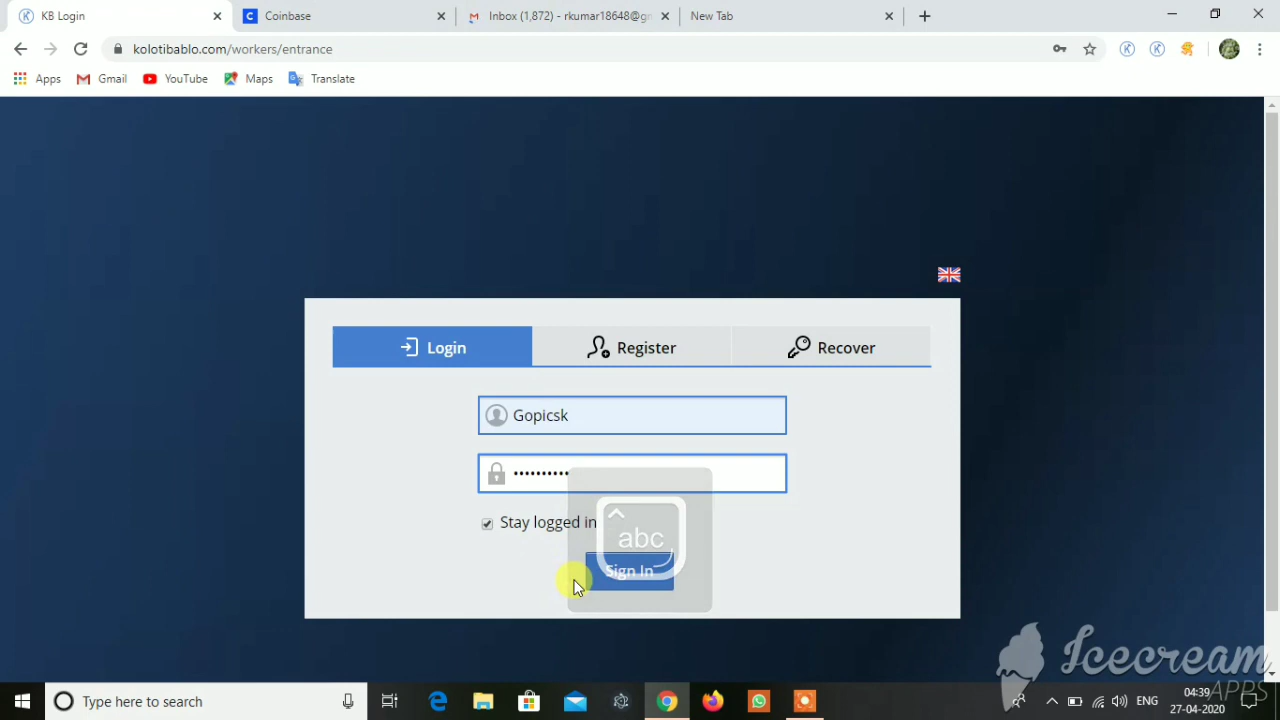 KB Login
Coinbase
Inbox (1,872) - rkumar18648@gn
New Tab
kolotibablo.com/workers/entrance
Apps
Gmail
YouTube
Maps
Translate
Login
Register
Recover
Gopicsk
Stay logged in
abc
Sign In
Icecream
APPS
Type here to search
ENG
04:39
27-04-2020